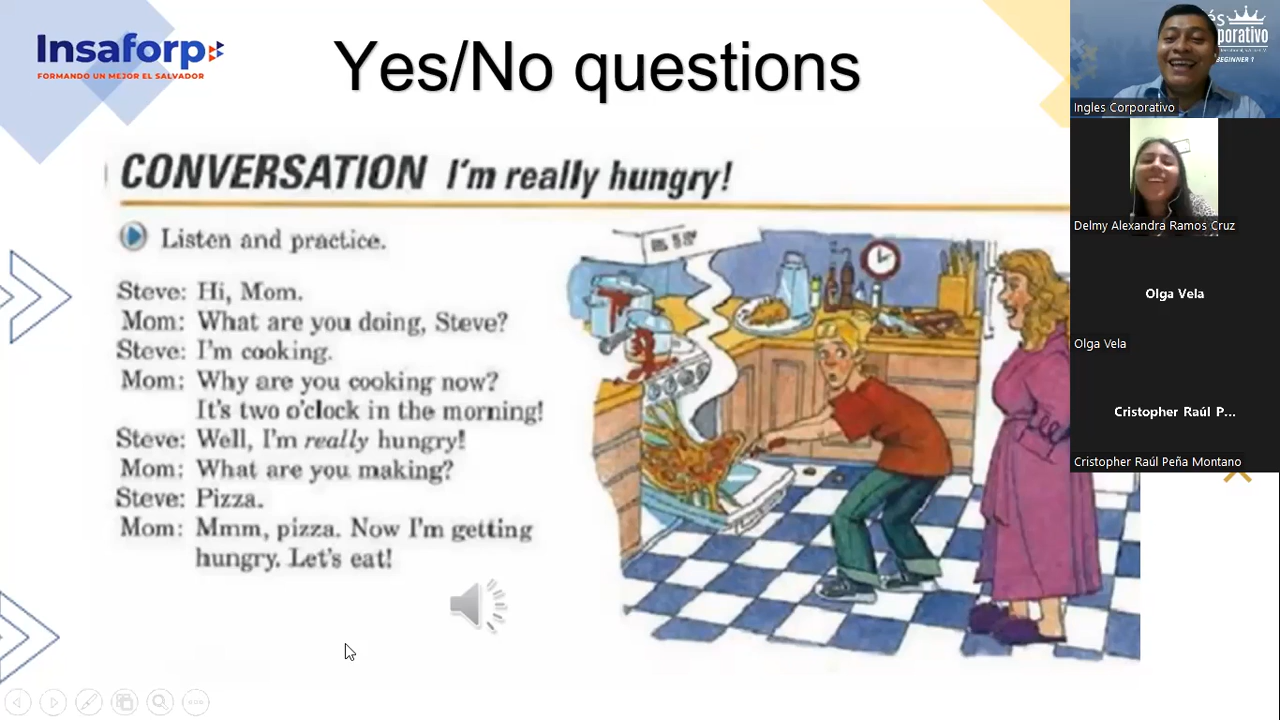 Insaforp
FORMANDO UN MEJOR EL SALVADOR
Yes/No questions
CONVERSATION I'm really hungry!
Listen and practice.
Steve: Hi, Mom.
Mom: What are you doing, Steve?
Steve: I'm cooking.
Mom: Why are you cooking now?
It's two o'clock in the morning!
Steve: Well, I'm really hungry!
Mom: What are you making?
Steve: Pizza.
Mom: Mmm, pizza. Now I'm getting
hungry. Let's eat!
BEGINNER 1
Ingles Corporativo
Delmy Alexandra Ramos Cruz
Olga Vela
Olga Vela
Cristopher Raúl P...
Cristopher Raúl Peña Montano